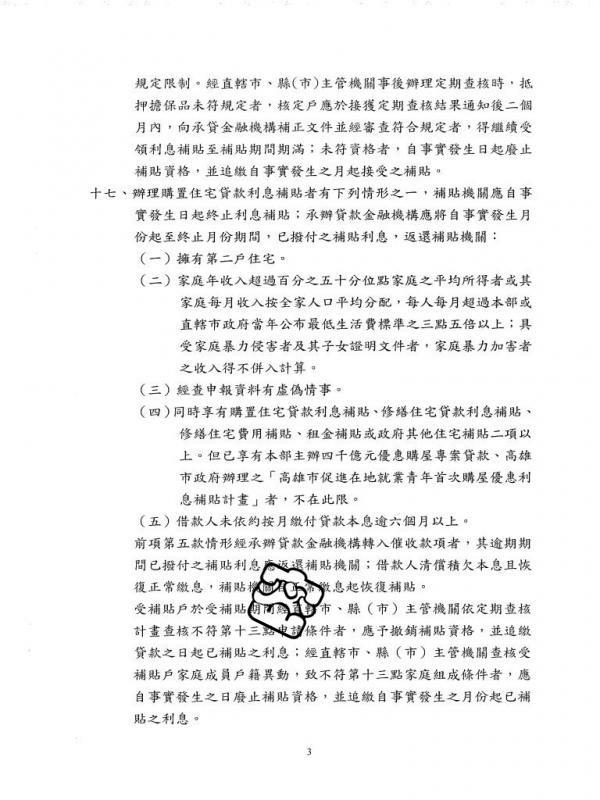 規定限制。經直轄市、縣(市)主管機關事後辦理定期查核時，抵
押擔保品未符規定者，核定戶應於接獲定期查核結果通知後二個
月內，向承貸金融機構補正文件並經審查符合規定者，得繼續受
領利息補貼至補貼期間期滿；未符資格者，自事實發生日起廢止
補貼資格，並追繳自事實發生之月起接受之補貼。
十七、辦理購置住宅貸款利息補貼者有下列情形之一，補貼機關應自事
實發生日起終止利息補貼；承辦貸款金融機構應將自事實發生月
份起至終止月份期間，已撥付之補貼利息，返還補貼機關：
（一）擁有第二戶住宅。
（二）家庭年收入超過百分之五十分位點家庭之平均所得者或其
家庭每月收入按全家人口平均分配，每人每月超過本部或
直轄市政府當年公布最低生活費標準之三點五倍以上；具
受家庭暴力侵害者及其子女證明文件者，家庭暴力加害者
之收入得不併入計算。
（三）經查申報資料有虛偽情事。
（四）同時享有購置住宅貸款利息補貼、修繕住宅貸款利息補貼、
修繕住宅費用補貼、租金補貼或政府其他住宅補貼二項以
上。但已享有本部主辦四千億元優惠購屋專案貸款、高雄
市政府辦理之「高雄市促進在地就業青年首次購屋優惠利
息補貼計畫」者，不在此限。
（五）借款人未依約按月繳付貸款本息逾六個月以上。
前項第五款情形經承辦貸款金融機構轉入催收款項者，其逾期期
間已撥付之補貼利息應返還補貼機關；借款人清償積欠本息且恢
復正常繳息，補貼機關自正常繳息起恢復補貼。
受補貼戶於受補貼期間經直轄市、縣（市）主管機關依定期查核
計畫查核不符第十三點申請條件者，應予撤銷補貼資格，並追繳
貸款之日起已補貼之利息；經直轄市、縣（市）主管機關查核受
補貼戶家庭成員戶籍異動，致不符第十三點家庭組成條件者，應
自事實發生之日廢止補貼資格，並追繳自事實發生之月份起已補
貼之利息。
3